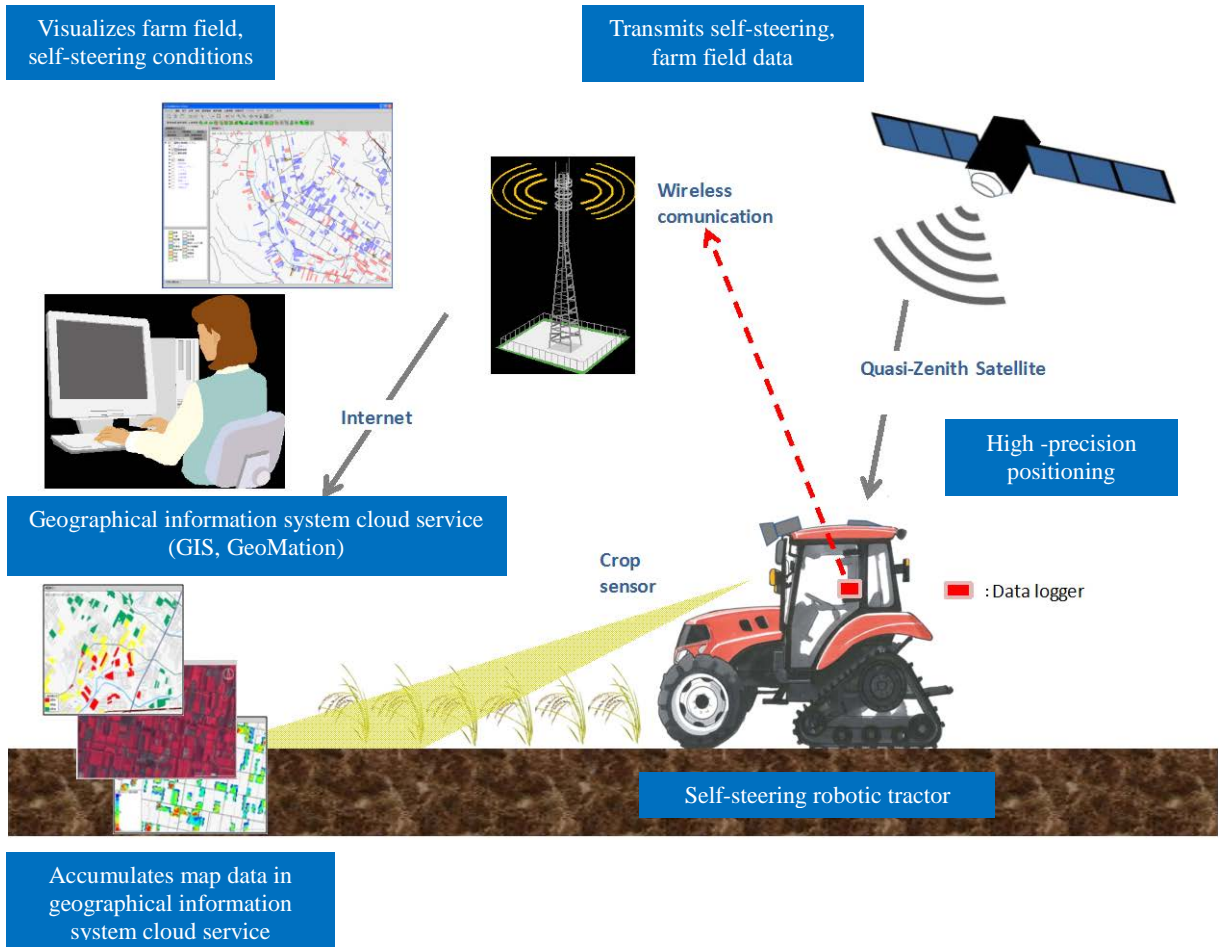 Visualizes farm field,
self-steering conditions
Transmits self-steering,
farm field data
Wireless
comunication
Quasi-Zenith Satellite
Internet
High -precision
positioning
Geographical information system cloud service
(GIS, GeoMation)
Crop
sensor
: Data logger
Self-steering robotic tractor
Accumulates map data in
geographical information
system cloud service